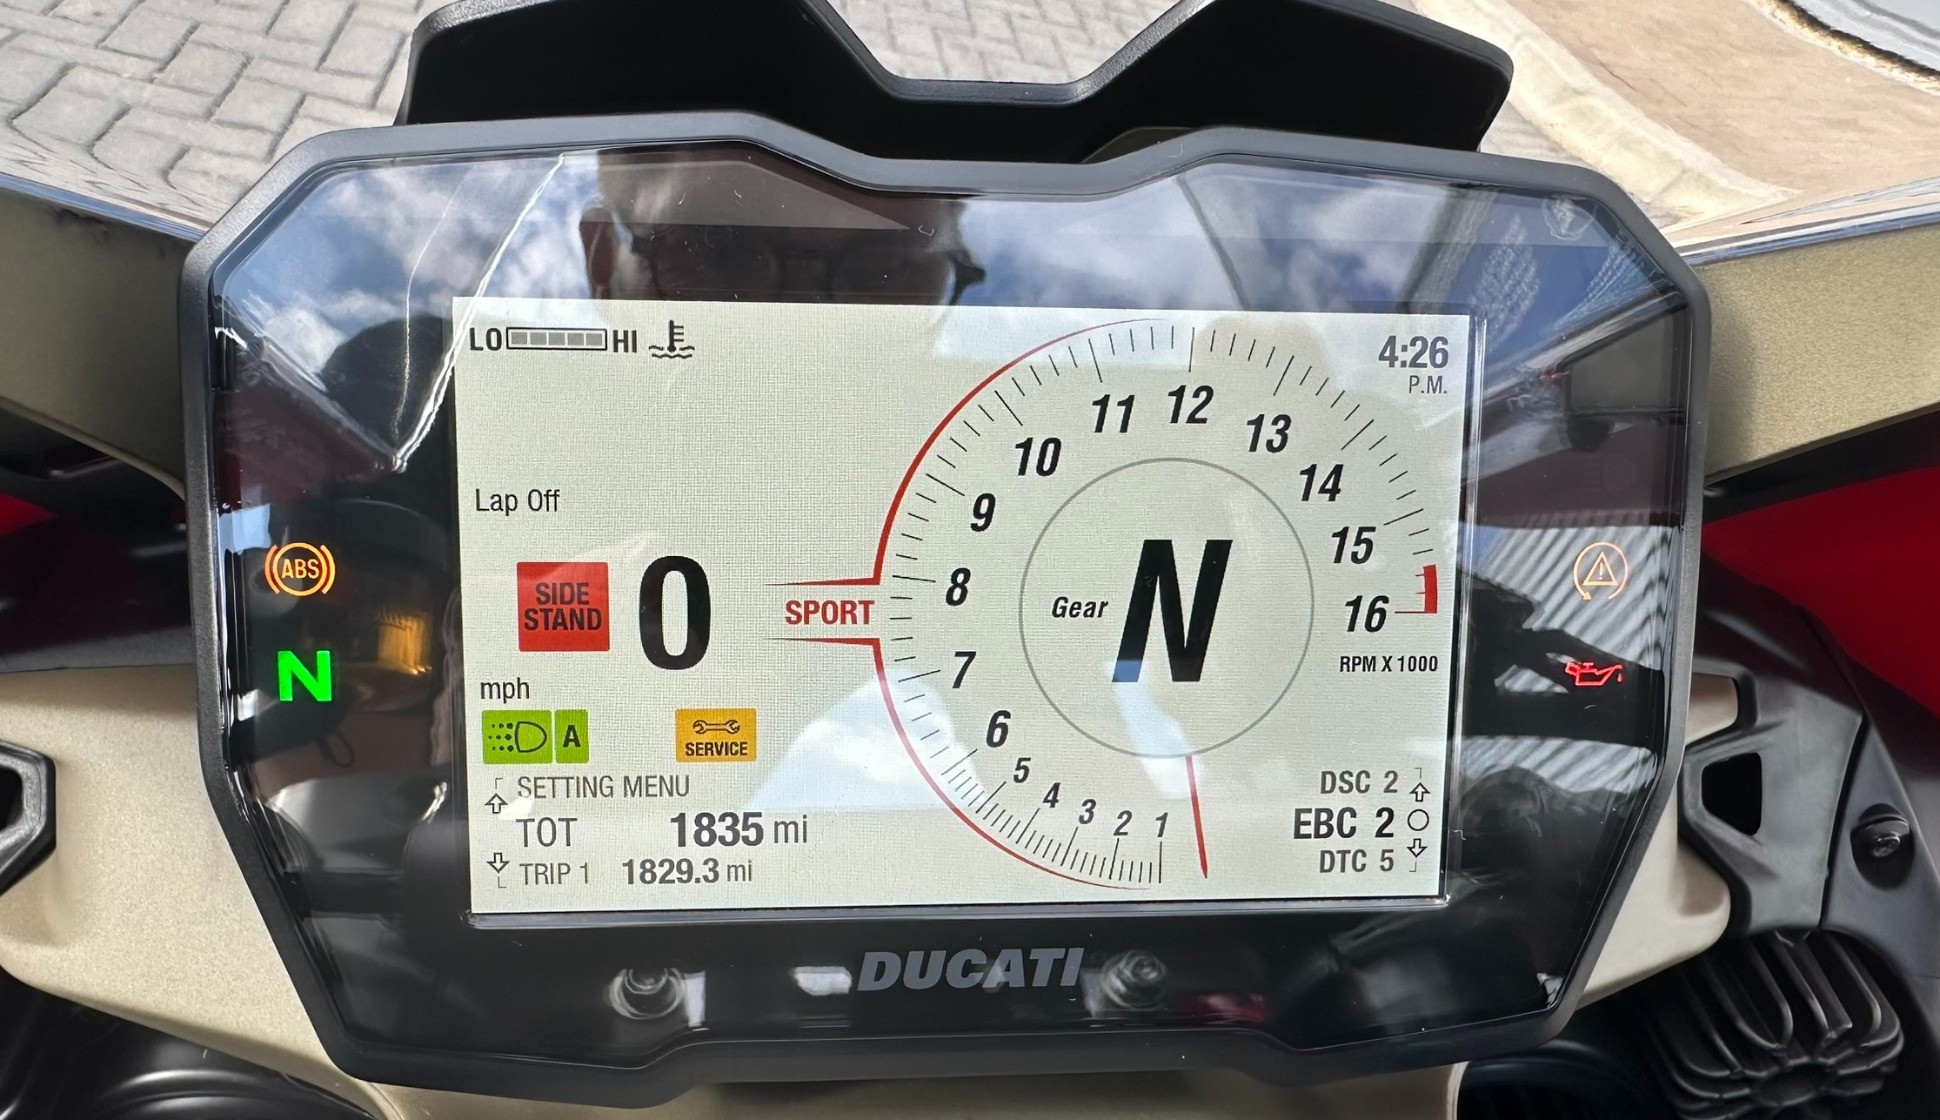 LO HI
4:26
P.M.
Lap Off
ABS
SIDE
STAND
0
mph
N
A
SERVICE
SETTING MENU
TOT 1835 mi
TRIP 1 1829.3 mi
SPORT
Gear N
1
2
3
4
5
6
7
8
9
10
11
12
13
14
15
16
RPM X 1000
DSC 2
EBC 2
DTC 5
DUCATI